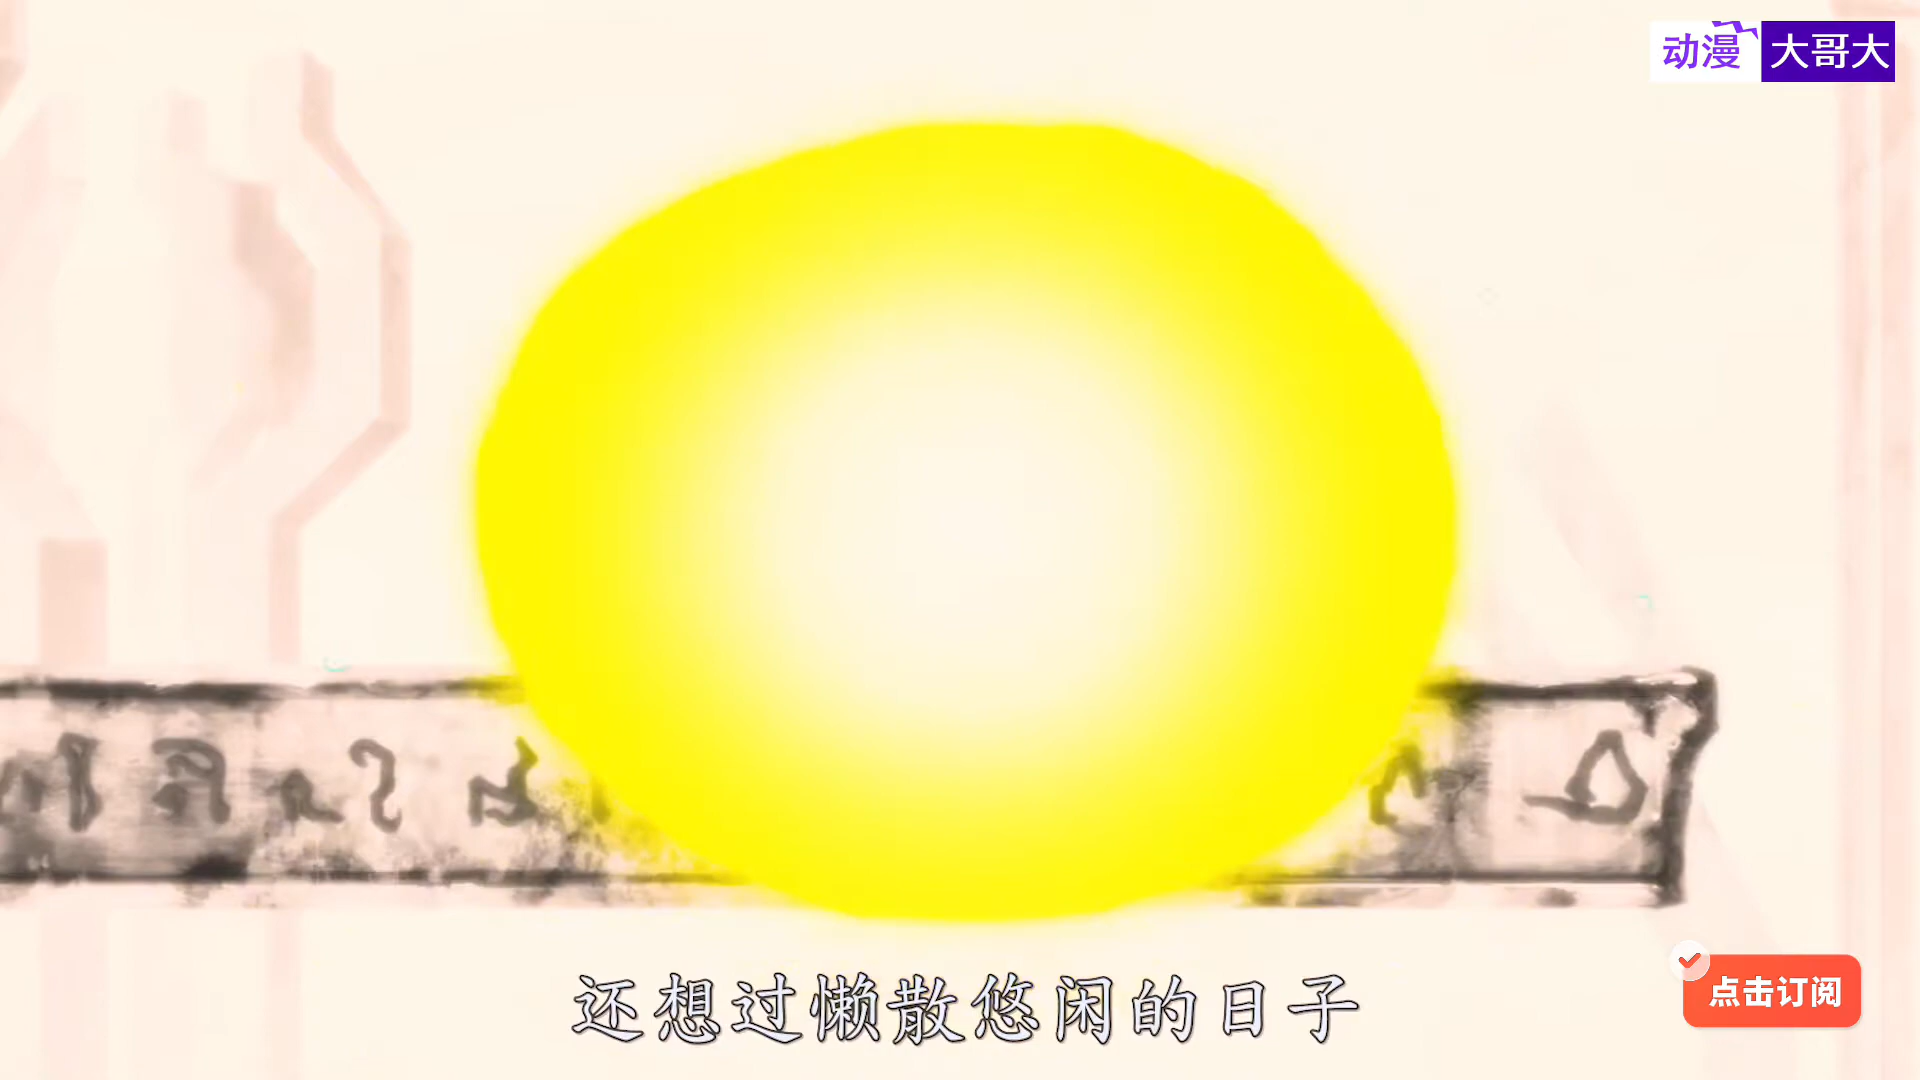 动漫 大哥大
还想过懒散悠闲的日子
点击订阅